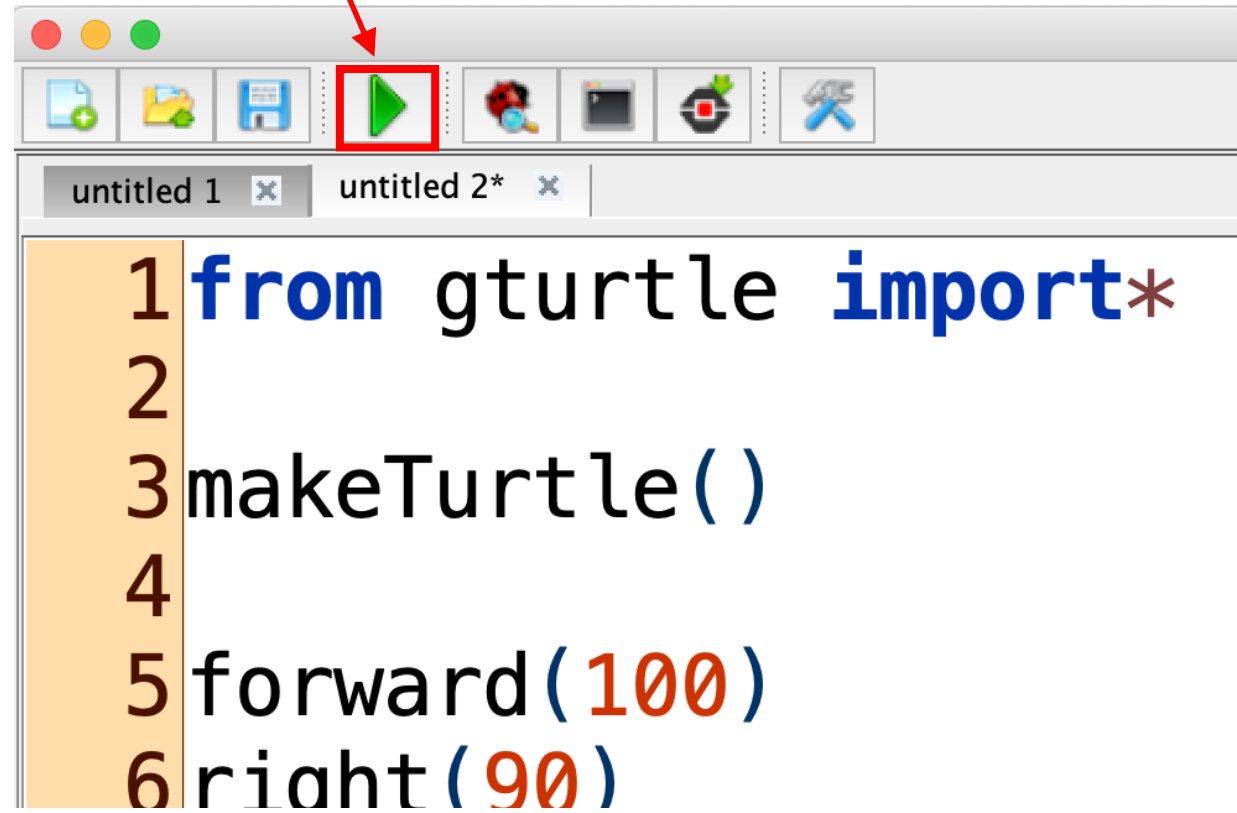 untitled 1
untitled 2*
1 from gturtle import*
2
3 makeTurtle()
4
5 forward(100)
6 right(90)